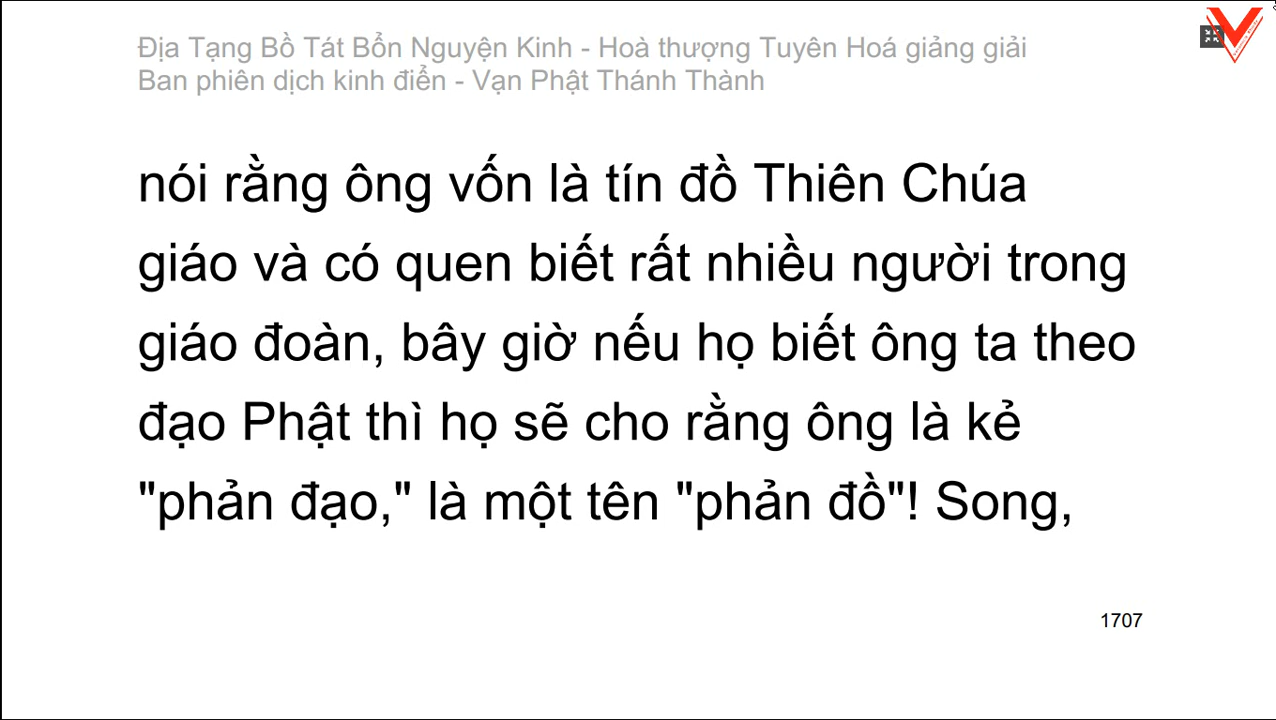 Địa Tạng Bồ Tát Bổn Nguyện Kinh - Hoà thượng Tuyên Hoá giảng giải
Ban phiên dịch kinh điển - Vạn Phật Thánh Thành
nói rằng ông vốn là tín đồ Thiên Chúa
giáo và có quen biết rất nhiều người trong
giáo đoàn, bây giờ nếu họ biết ông ta theo
đạo Phật thì họ sẽ cho rằng ông là kẻ
"phản đạo," là một tên "phản đồ"! Song,
1707